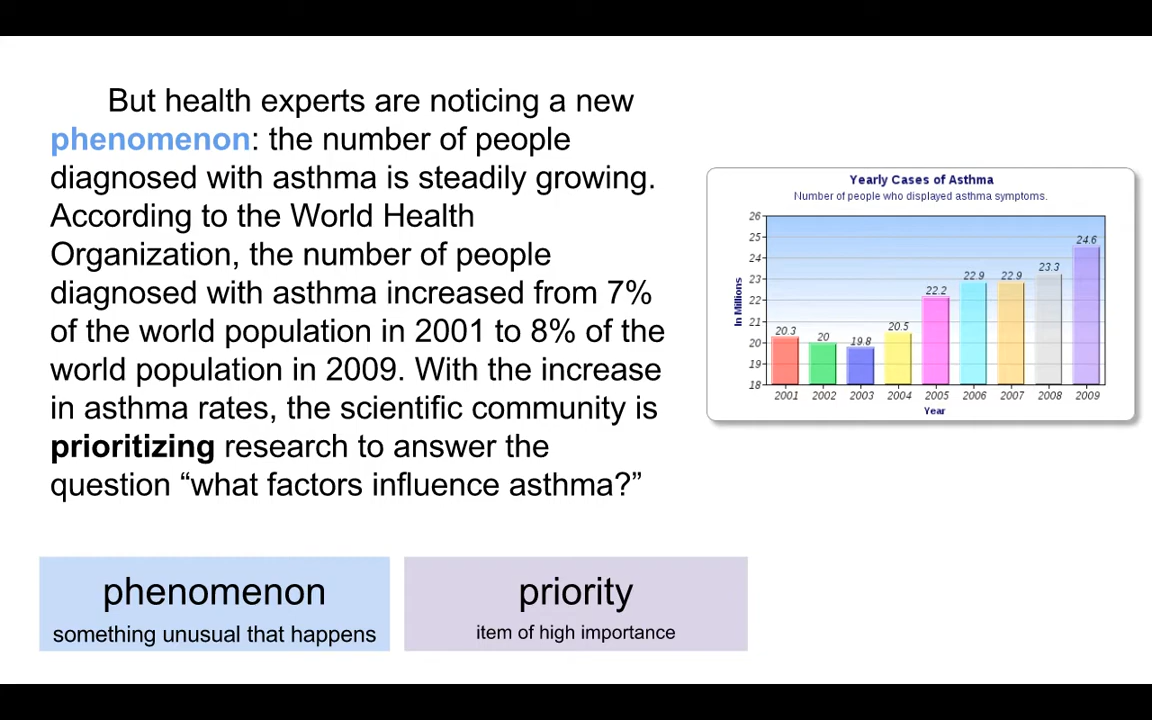 But health experts are noticing a new
phenomenon: the number of people
diagnosed with asthma is steadily growing.
According to the World Health
Organization, the number of people
diagnosed with asthma increased from 7%
of the world population in 2001 to 8% of the
world population in 2009. With the increase
in asthma rates, the scientific community is
prioritizing research to answer the
question “what factors influence asthma?”
Yearly Cases of Asthma
Number of people who displayed asthma symptoms.
In Millions
26
25
24
23
22
21
20
19
18
20.3
20
19.8
20.5
22.2
22.9
22.9
23.3
24.6
2001 2002 2003 2004 2005 2006 2007 2008 2009
Year
phenomenon
something unusual that happens
priority
item of high importance